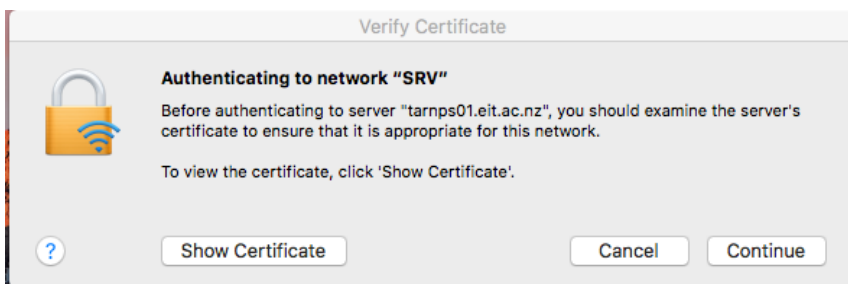 Verify Certificate
Authenticating to network “SRV”
Before authenticating to server "tarnps01.eit.ac.nz", you should examine the server's
certificate to ensure that it is appropriate for this network.
To view the certificate, click 'Show Certificate'.
?
Show Certificate
Cancel
Continue